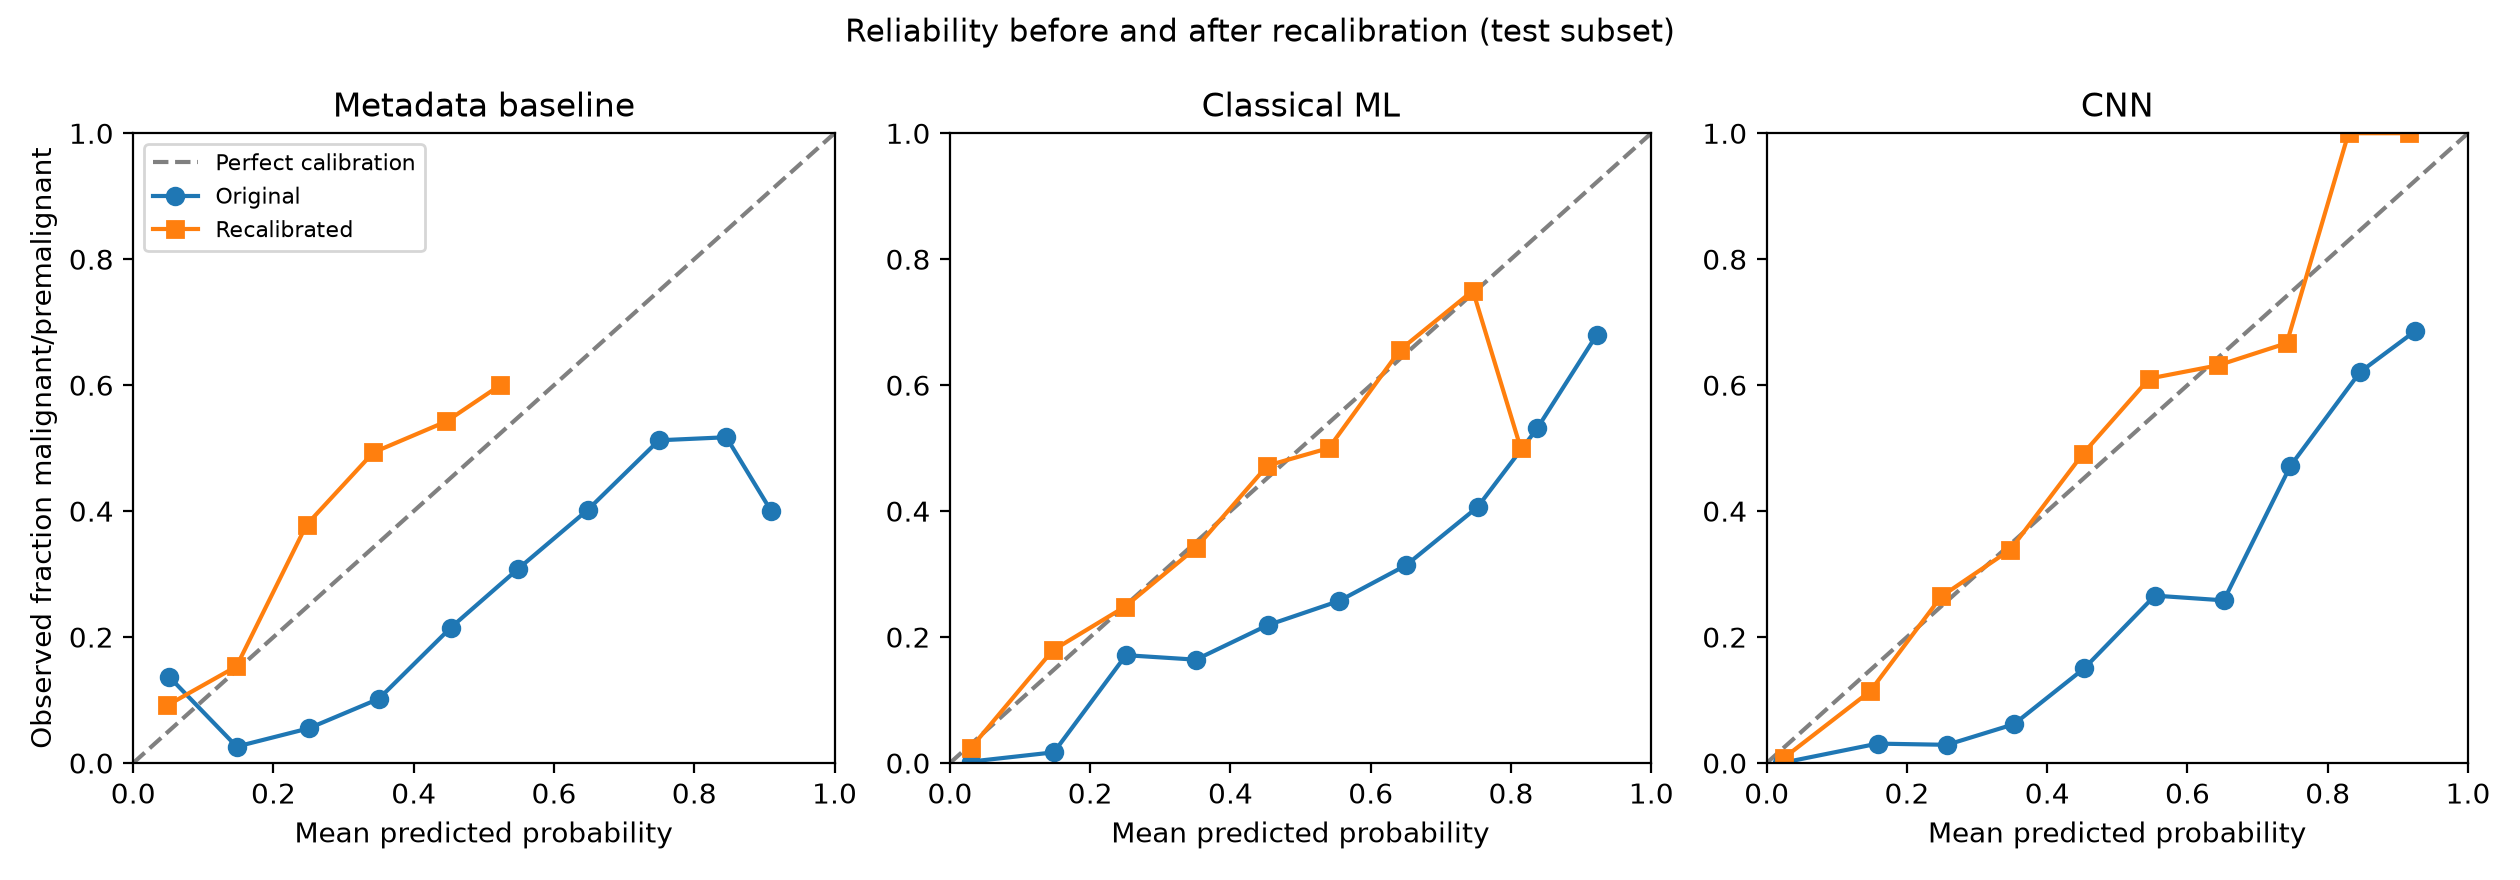 Reliability before and after recalibration (test subset)
Metadata baseline
Observed fraction malignant/premalignant
1.0
0.8
0.6
0.4
0.2
0.0
Perfect calibration
Original
Recalibrated
0.0 0.2 0.4 0.6 0.8 1.0
Mean predicted probability
Classical ML
1.0
0.8
0.6
0.4
0.2
0.0
0.0 0.2 0.4 0.6 0.8 1.0
Mean predicted probability
CNN
1.0
0.8
0.6
0.4
0.2
0.0
0.0 0.2 0.4 0.6 0.8 1.0
Mean predicted probability